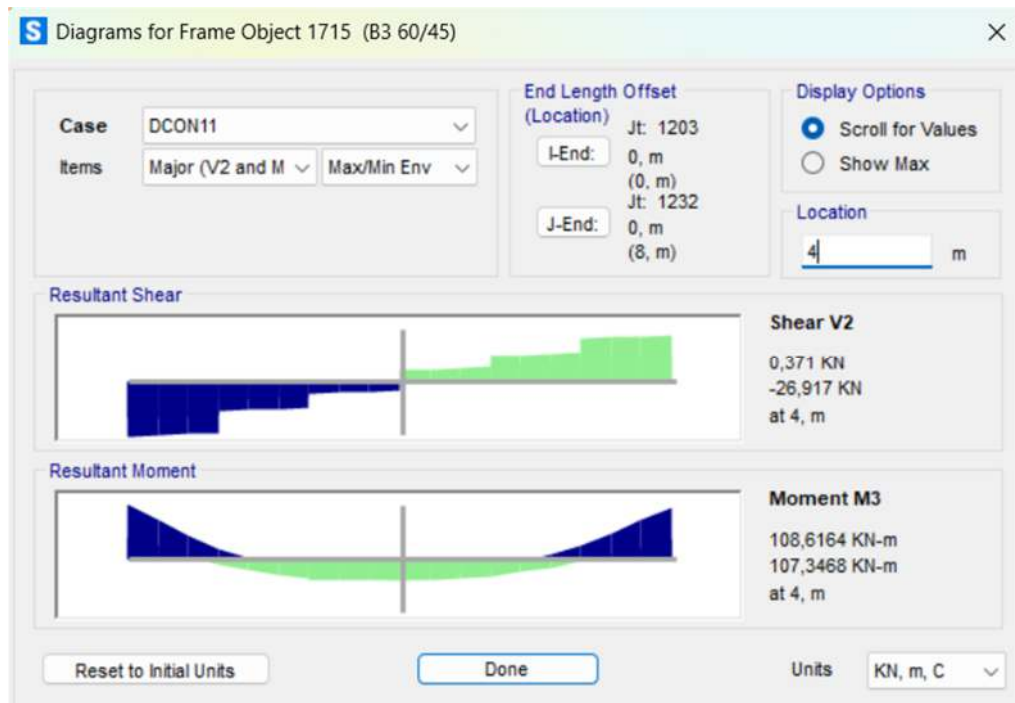 S Diagrams for Frame Object 1715 (B3 60/45)
Case DCON11
Items Major (V2 and M Max/Min Env
End Length Offset
(Location)
Jt: 1203
I-End: 0, m
(0, m)
Jt: 1232
J-End: 0, m
(8, m)
Display Options
Scroll for Values
Show Max
Location
4 m
Resultant Shear
Shear V2
0,371 KN
-26,917 KN
at 4, m
Resultant Moment
Moment M3
108,6164 KN-m
107,3468 KN-m
at 4, m
Reset to Initial Units Done Units KN, m, C